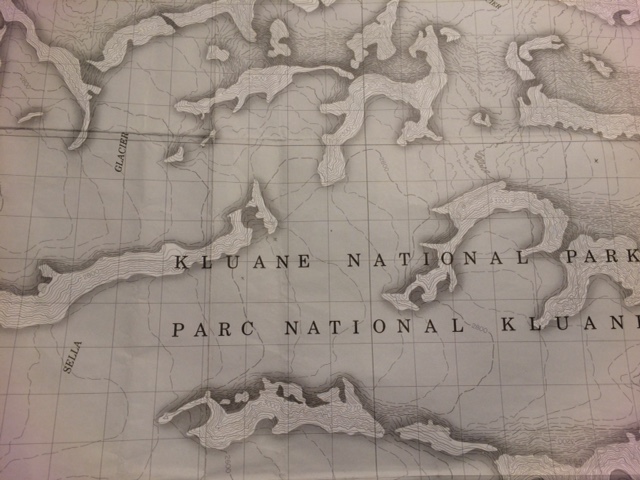 GLACIER
KLUANE NATIONAL PARK
PARC NATIONAL KLUANE
SELLA